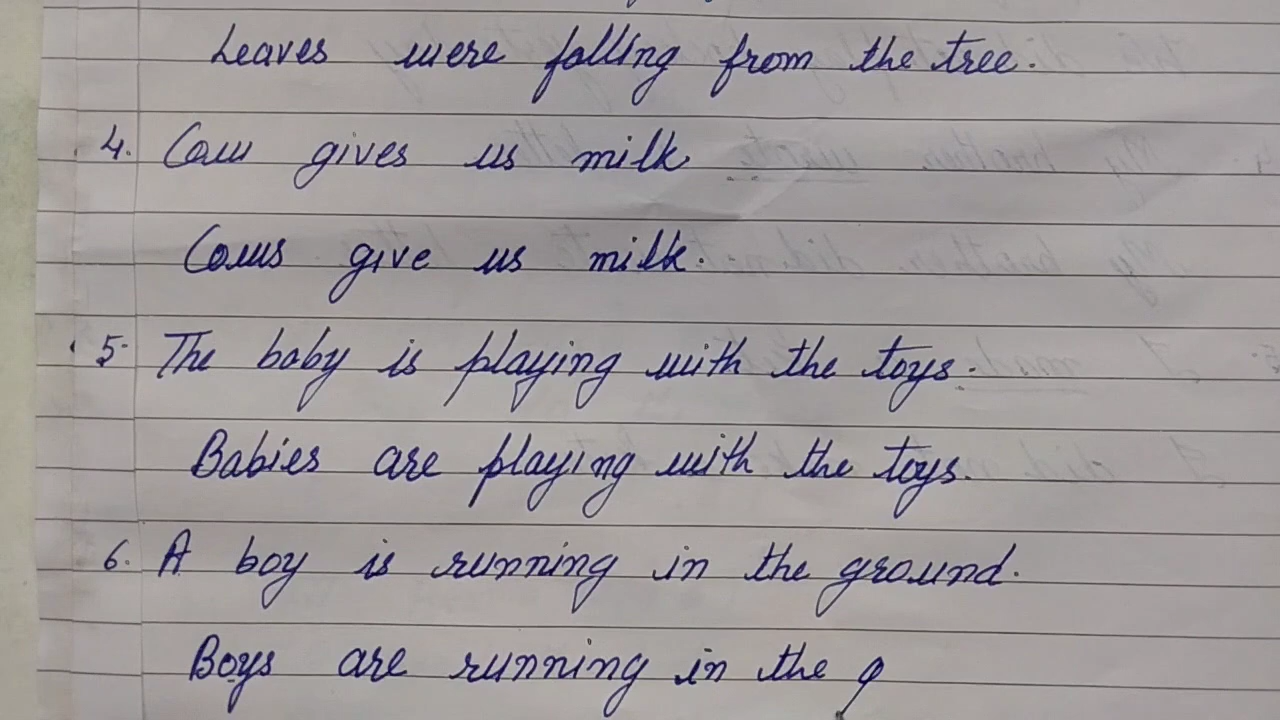 Leaves were falling from the tree.
4. Cow gives us milk
Cows give us milk.
5. The baby is playing with the toys.
Babies are playing with the toys.
6. A boy is running in the ground.
Boys are running in the g